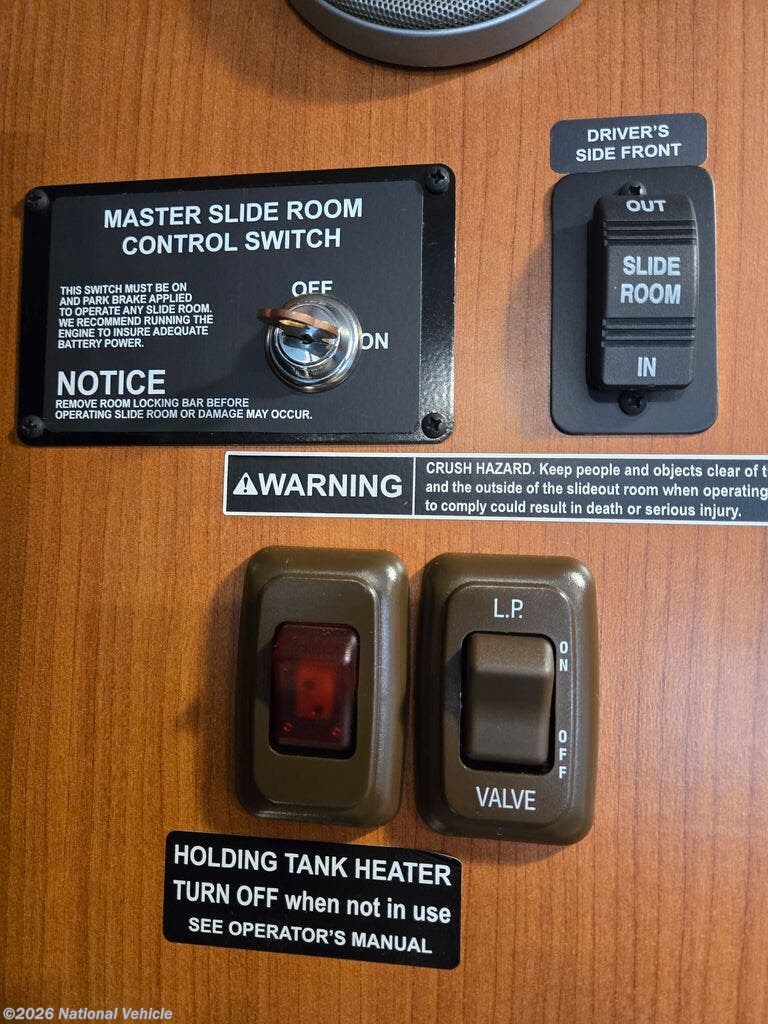 DRIVER'S
SIDE FRONT
MASTER SLIDE ROOM
CONTROL SWITCH
THIS SWITCH MUST BE ON
AND PARK BRAKE APPLIED
TO OPERATE ANY SLIDE ROOM.
WE RECOMMEND RUNNING THE
ENGINE TO INSURE ADEQUATE
BATTERY POWER.
OFF
ON
NOTICE
REMOVE ROOM LOCKING BAR BEFORE
OPERATING SLIDE ROOM OR DAMAGE MAY OCCUR.
OUT
SLIDE
ROOM
IN
WARNING
CRUSH HAZARD. Keep people and objects clear of
and the outside of the slideout room when operating
to comply could result in death or serious injury.
L.P.
ON
OFF
VALVE
HOLDING TANK HEATER
TURN OFF when not in use
SEE OPERATOR'S MANUAL
©2026 National Vehicle